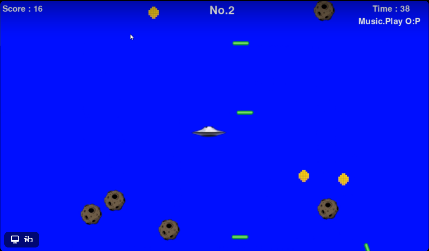 Score : 16
No.2
Time : 38
Music.Play O:P